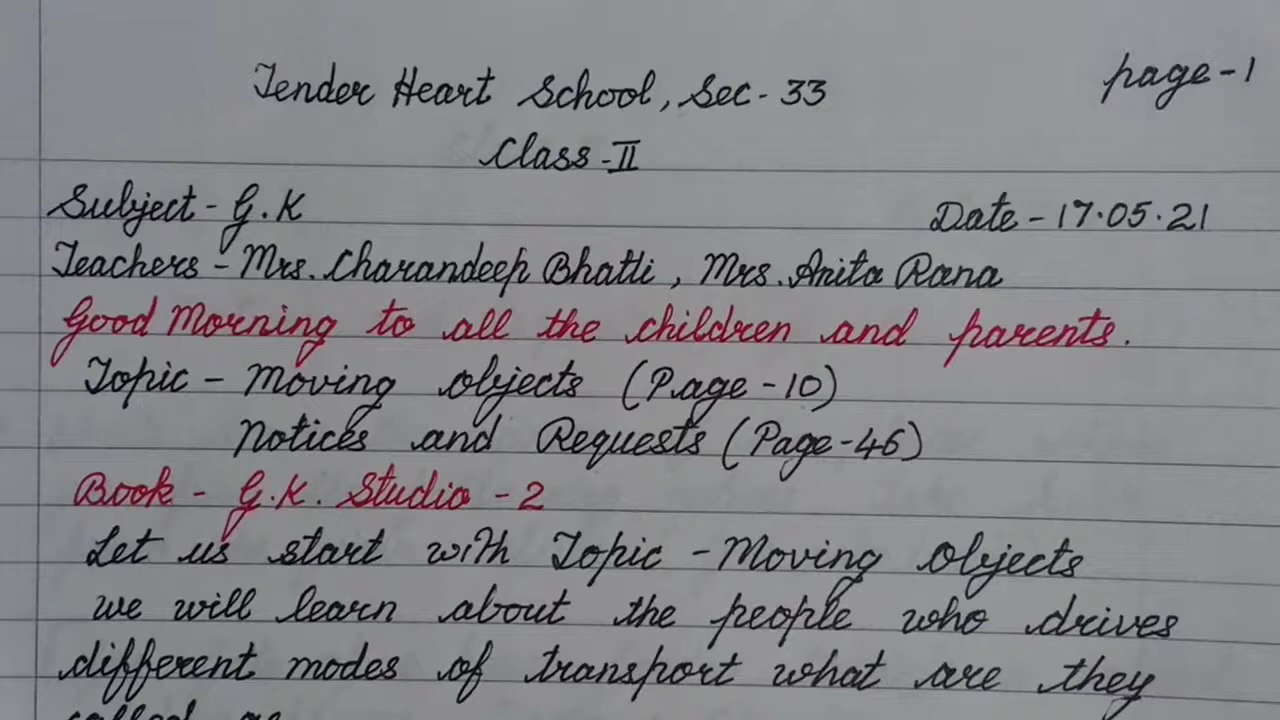 Tender Heart School, Sec - 33
page - 1
Class - II
Subject - G.K
Date - 17.05.21
Teachers - Mrs. Charandeep Bhatli, Mrs. Anita Rana
Good Morning to all the children and parents.
Topic - Moving Objects (Page - 10)
Notices and Requests (Page - 46)
Book - G.K. Studio - 2
Let us start with Topic - Moving Objects
we will learn about the people who drives
different modes of transport what are they
called as